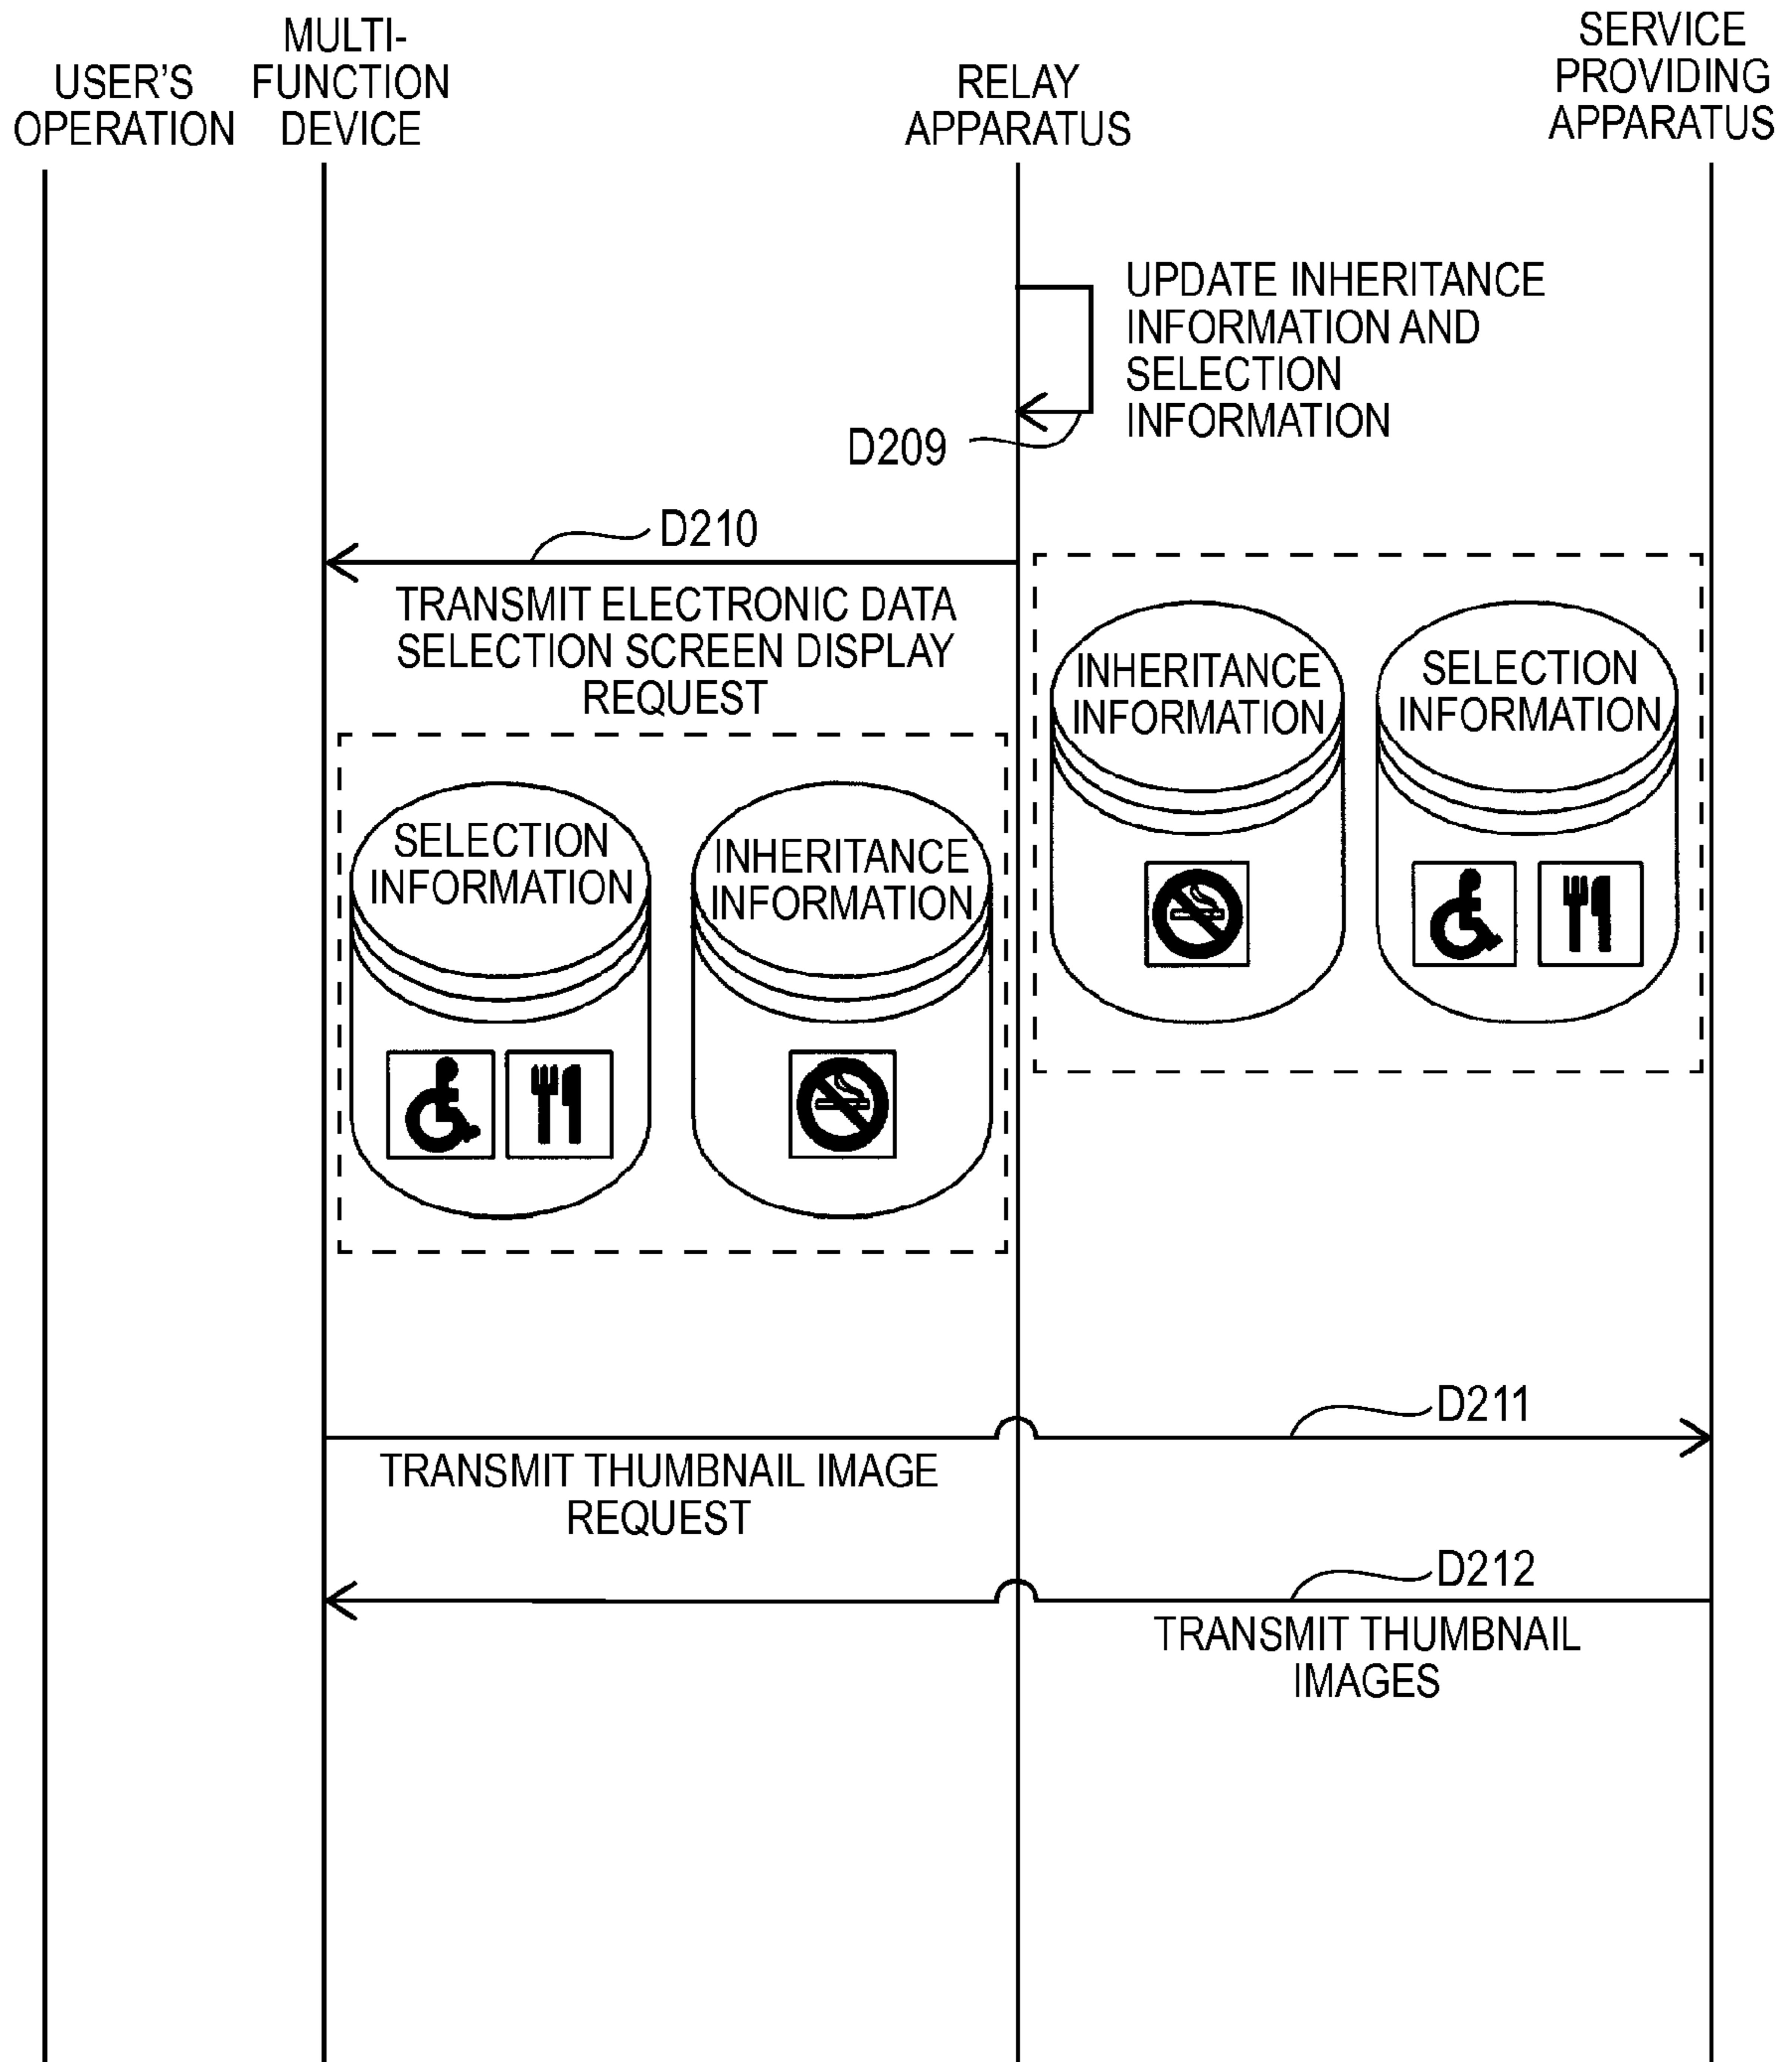 USER'S
OPERATION
MULTI-
FUNCTION
DEVICE
RELAY
APPARATUS
SERVICE
PROVIDING
APPARATUS
UPDATE INHERITANCE
INFORMATION AND
SELECTION
INFORMATION
D209
D210
TRANSMIT ELECTRONIC DATA
SELECTION SCREEN DISPLAY
REQUEST
INHERITANCE
INFORMATION
SELECTION
INFORMATION
SELECTION
INFORMATION
INHERITANCE
INFORMATION
D211
TRANSMIT THUMBNAIL IMAGE
REQUEST
D212
TRANSMIT THUMBNAIL
IMAGES